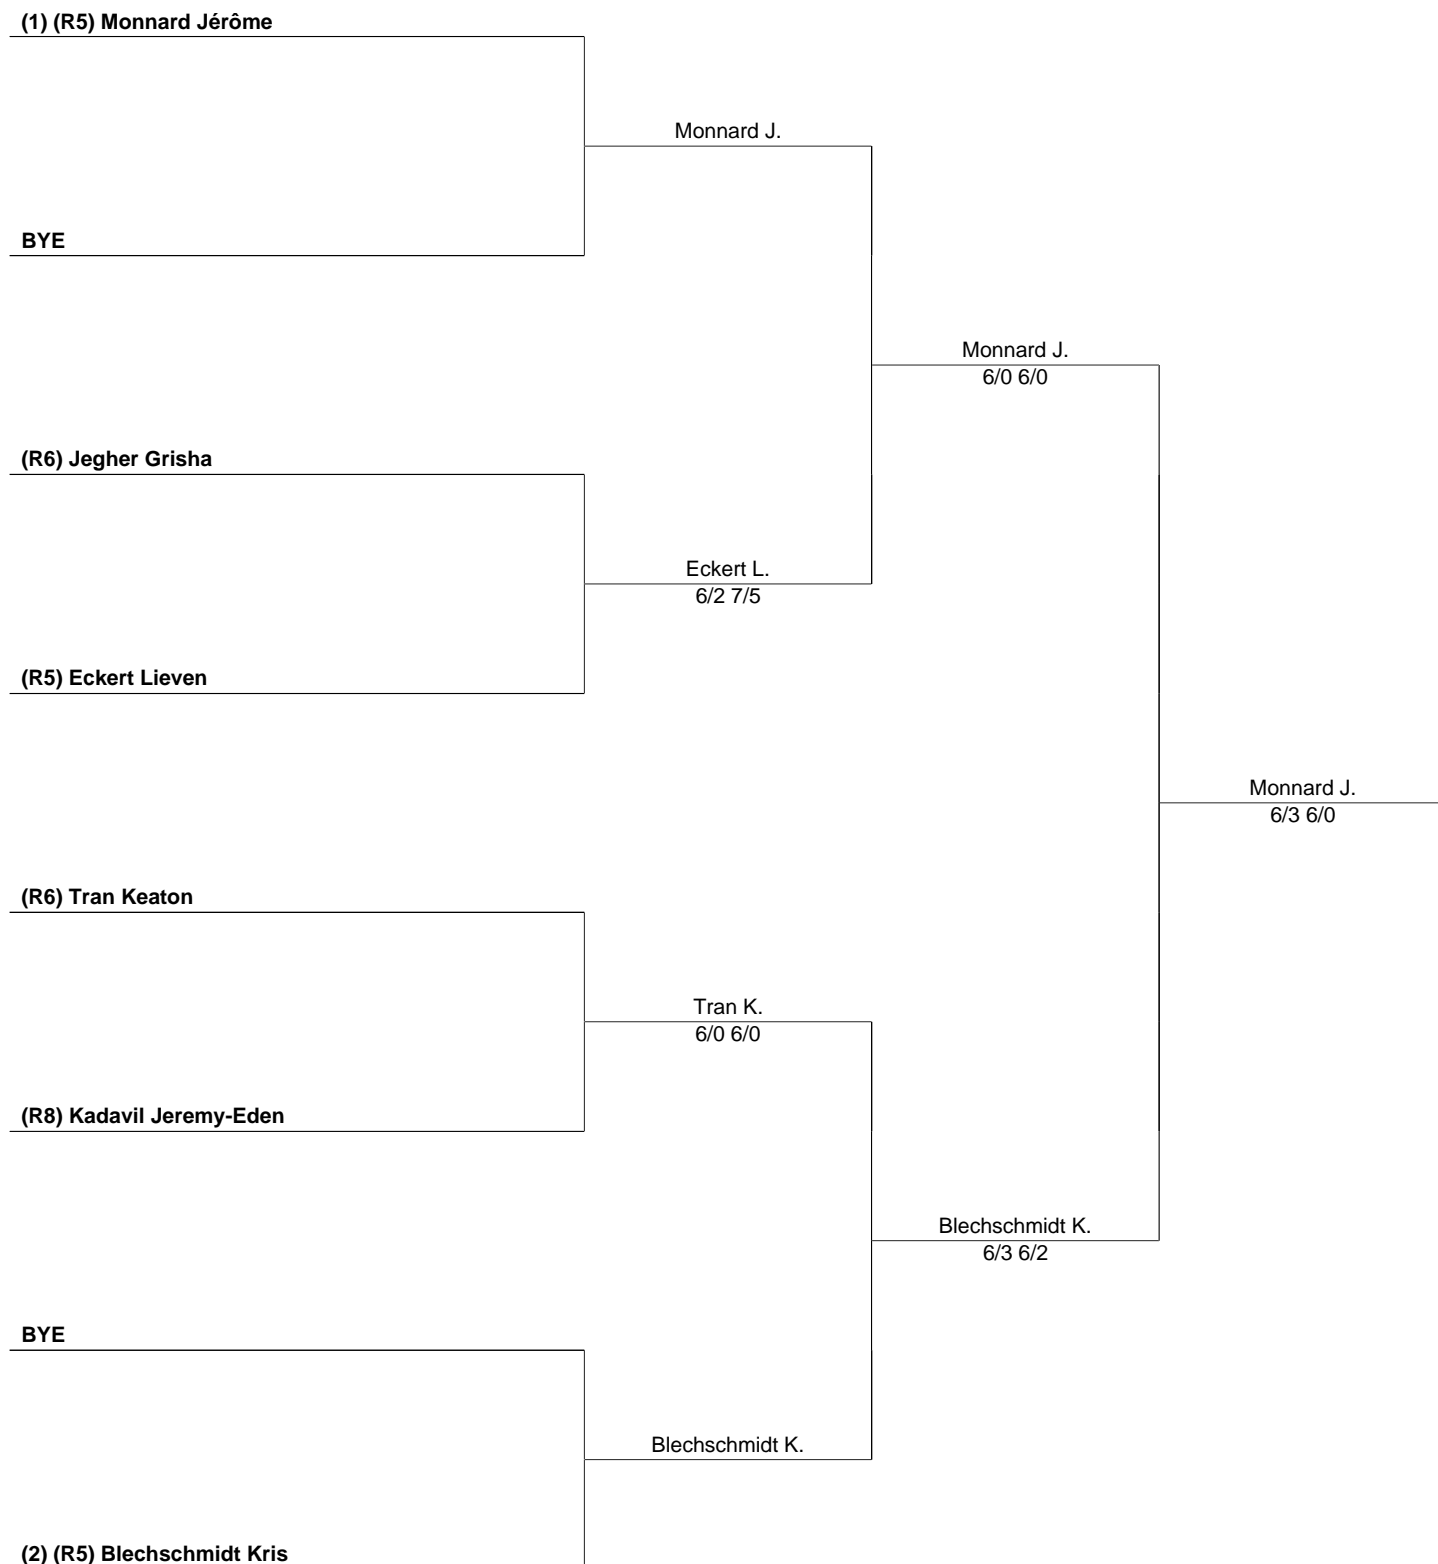 (1) (R5) Monnard Jérôme
Monnard J.
BYE
Monnard J.
6/0 6/0
(R6) Jegher Grisha
Eckert L.
6/2 7/5
(R5) Eckert Lieven
Monnard J.
6/3 6/0
(R6) Tran Keaton
Tran K.
6/0 6/0
(R8) Kadavil Jeremy-Eden
Blechschmidt K.
6/3 6/2
BYE
Blechschmidt K.
(2) (R5) Blechschmidt Kris